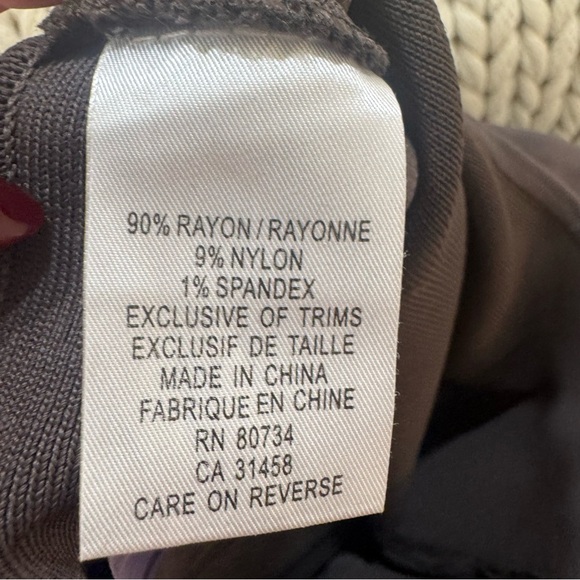 90% RAYON/RAYONNE
9% NYLON
1% SPANDEX
EXCLUSIVE OF TRIMS
EXCLUSIF DE TAILLE
MADE IN CHINA
FABRIQUE EN CHINE
RN 80734
CA 31458
CARE ON REVERSE